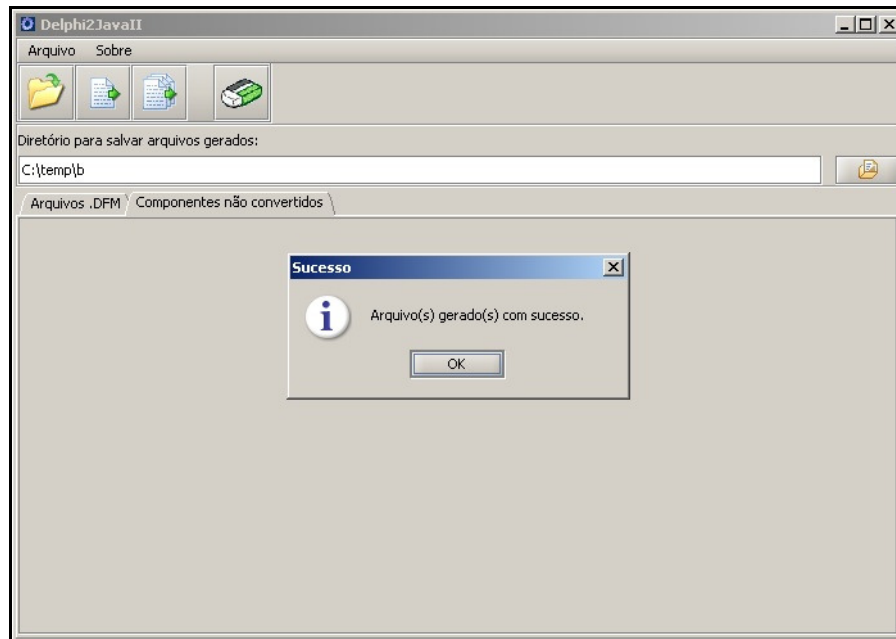 Delphi2JavaII
Arquivo Sobre
Diretório para salvar arquivos gerados:
C:\temp\b
Arquivos .DFM Componentes não convertidos
Sucesso
Arquivo(s) gerado(s) com sucesso.
OK